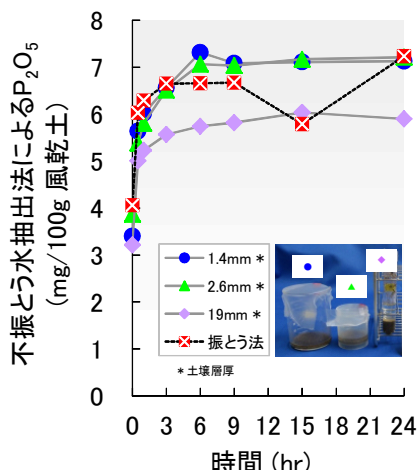 不振とう水抽出法によるP₂O₅
(mg/100g 風乾土)
8
7
6
5
4
3
2
1
0
1.4mm *
2.6mm *
19mm *
振とう法
* 土壌層厚
0 3 6 9 12 15 18 21 24
時間 (hr)